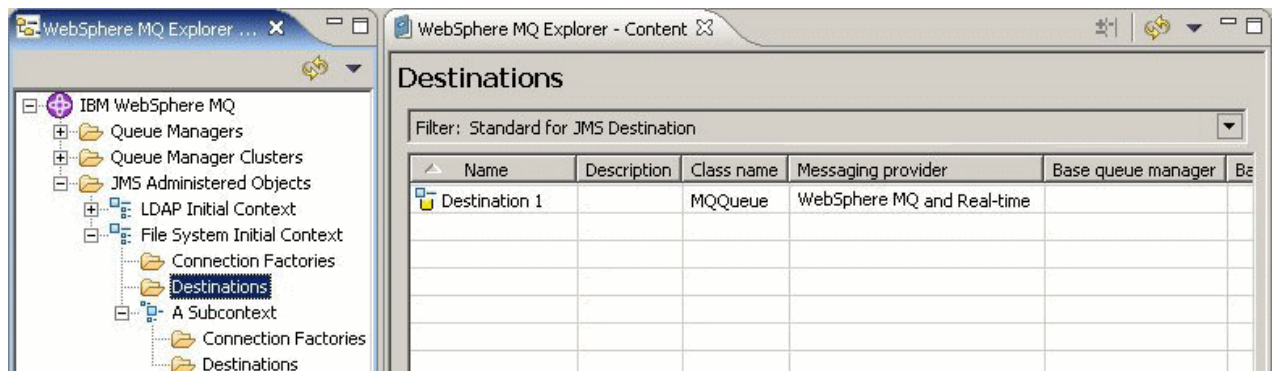 WebSphere MQ Explorer ...
IBM WebSphere MQ
Queue Managers
Queue Manager Clusters
JMS Administered Objects
LDAP Initial Context
File System Initial Context
Connection Factories
Destinations
A Subcontext
Connection Factories
Destinations
WebSphere MQ Explorer - Content
Destinations
Filter: Standard for JMS Destination
Name Description Class name Messaging provider Base queue manager Ba
Destination 1 MQQueue WebSphere MQ and Real-time